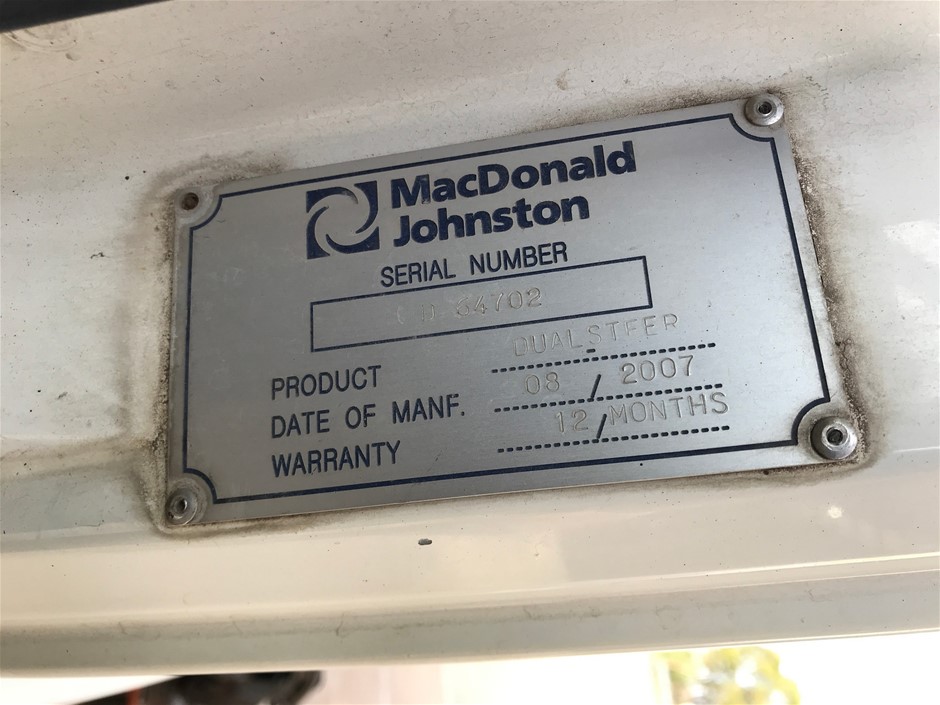 MacDonald
Johnston
SERIAL NUMBER
34702
PRODUCT DUALSTEER
DATE OF MANF. 08 / 2007
WARRANTY 12 / MONTHS